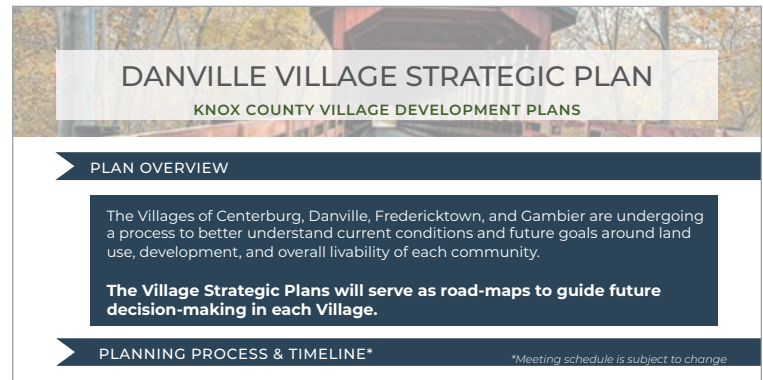 DANVILLE VILLAGE STRATEGIC PLAN
KNOX COUNTY VILLAGE DEVELOPMENT PLANS
PLAN OVERVIEW
The Villages of Centerburg, Danville, Fredericktown, and Gambier are undergoing
a process to better understand current conditions and future goals around land
use, development, and overall livability of each community.
The Village Strategic Plans will serve as road-maps to guide future
decision-making in each Village.
PLANNING PROCESS & TIMELINE*
*Meeting schedule is subject to change